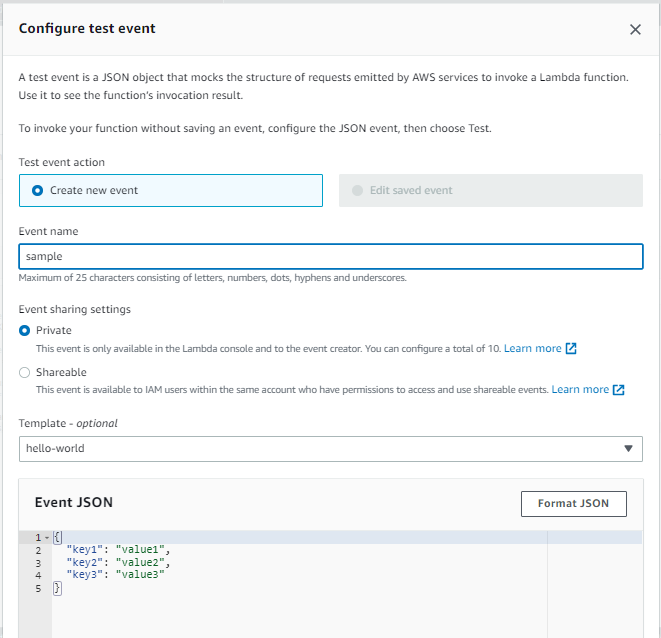 Configure test event
A test event is a JSON object that mocks the structure of requests emitted by AWS services to invoke a Lambda function.
Use it to see the function's invocation result.
To invoke your function without saving an event, configure the JSON event, then choose Test.
Test event action
Create new event
Edit saved event
Event name
sample
Maximum of 25 characters consisting of letters, numbers, dots, hyphens and underscores.
Event sharing settings
Private
This event is only available in the Lambda console and to the event creator. You can configure a total of 10. Learn more
Shareable
This event is available to IAM users within the same account who have permissions to access and use shareable events. Learn more
Template - optional
hello-world
Event JSON
Format JSON
1 {
2 "key1": "value1",
3 "key2": "value2",
4 "key3": "value3"
5 }